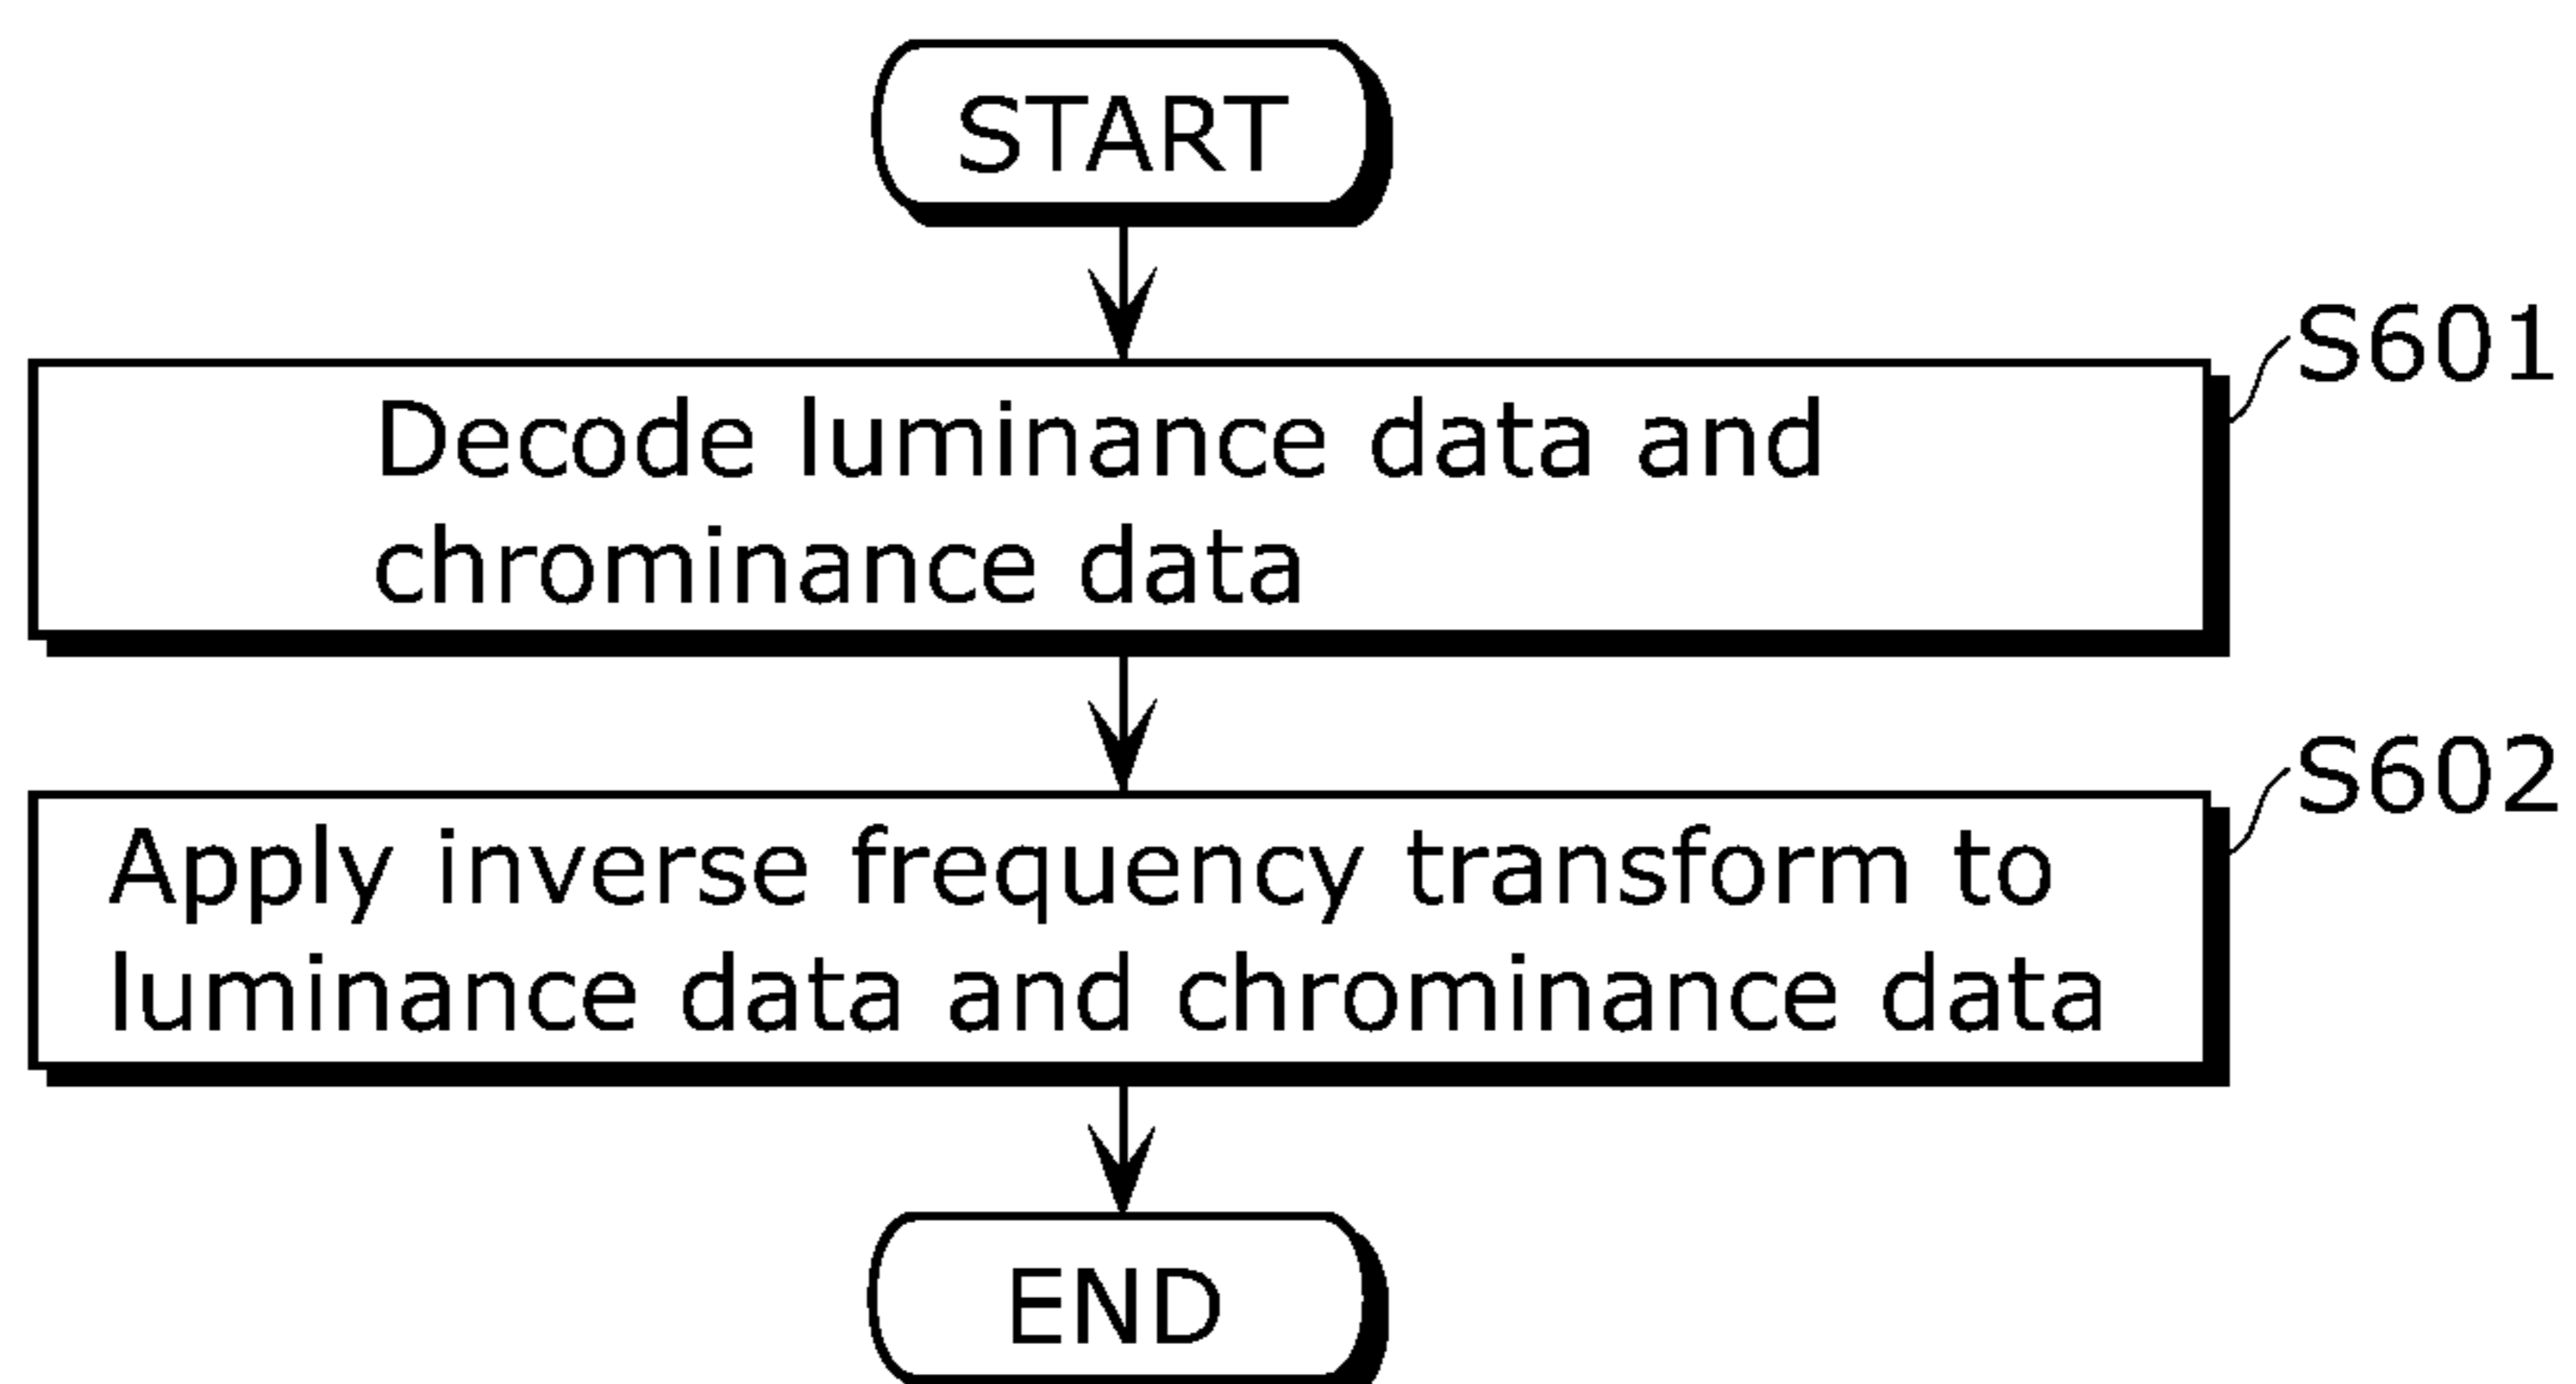 START
S601
Decode luminance data and
chrominance data
S602
Apply inverse frequency transform to
luminance data and chrominance data
END